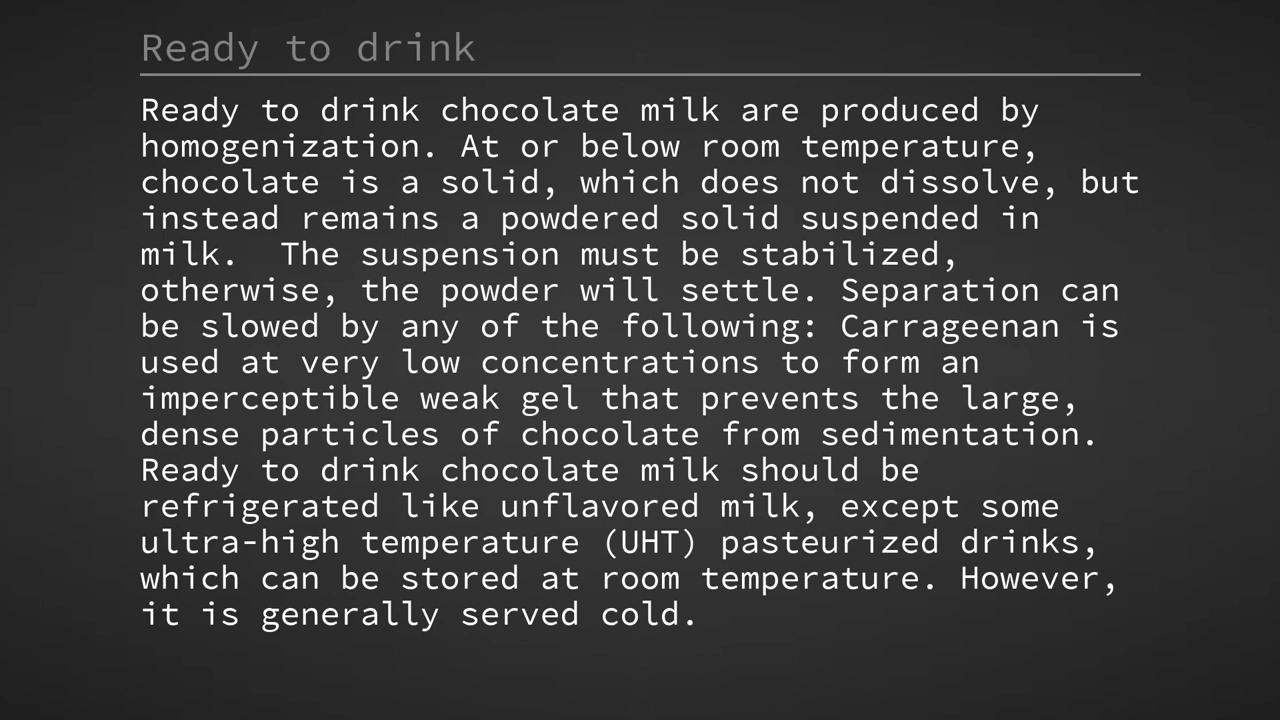 Ready to drink
Ready to drink chocolate milk are produced by
homogenization. At or below room temperature,
chocolate is a solid, which does not dissolve, but
instead remains a powdered solid suspended in
milk.  The suspension must be stabilized,
otherwise, the powder will settle. Separation can
be slowed by any of the following: Carrageenan is
used at very low concentrations to form an
imperceptible weak gel that prevents the large,
dense particles of chocolate from sedimentation.
Ready to drink chocolate milk should be
refrigerated like unflavored milk, except some
ultra-high temperature (UHT) pasteurized drinks,
which can be stored at room temperature. However,
it is generally served cold.